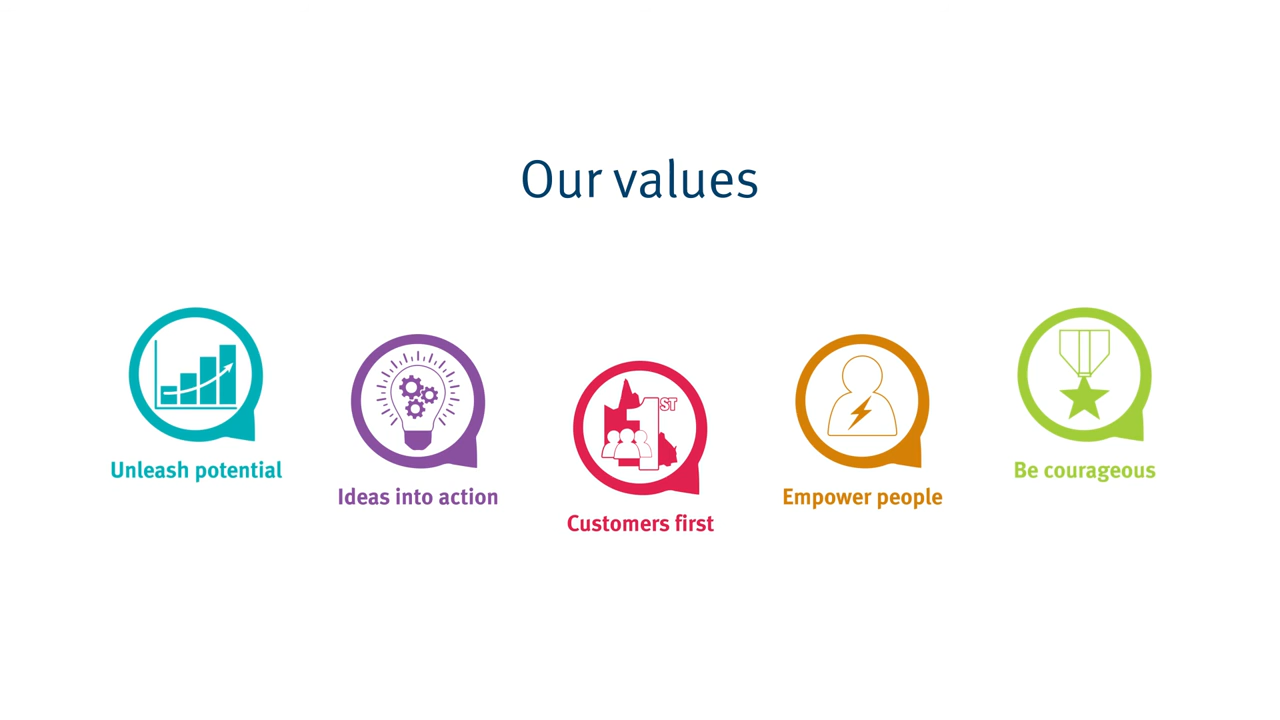 Our values
1ST
Unleash potential
Ideas into action
Customers first
Empower people
Be courageous